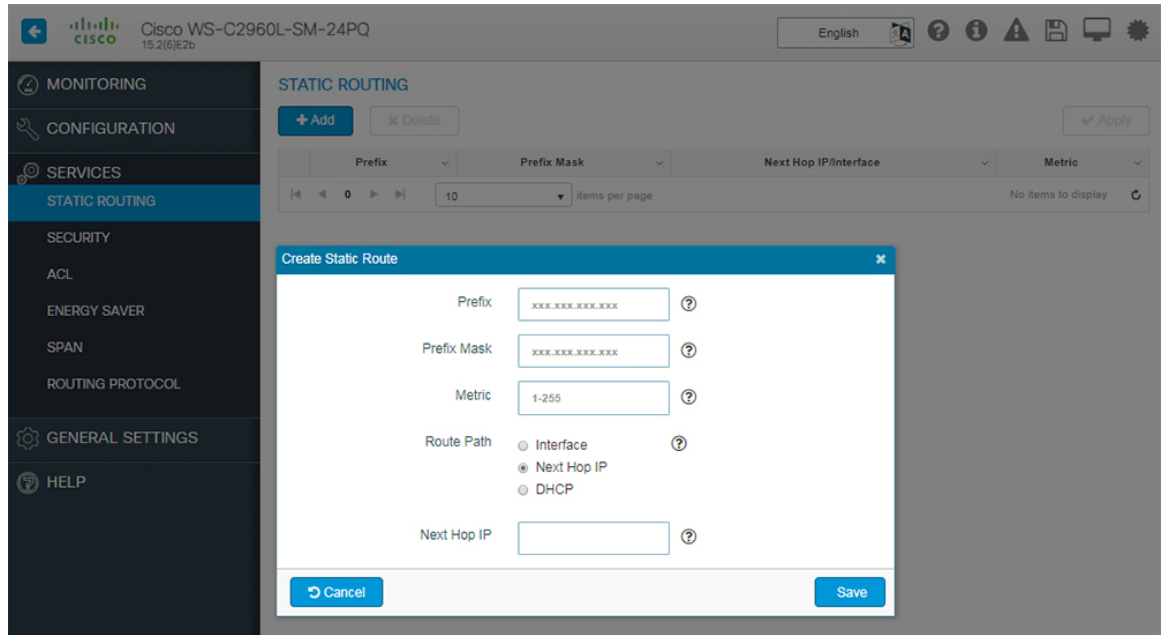 CISCO
Cisco WS-C2960L-SM-24PQ
15.2(6)E2b
English
MONITORING
CONFIGURATION
SERVICES
STATIC ROUTING
SECURITY
ACL
ENERGY SAVER
SPAN
ROUTING PROTOCOL
GENERAL SETTINGS
HELP
STATIC ROUTING
+ Add
✖ Delete
✔ Apply
Prefix Prefix Mask Next Hop IP/Interface Metric
0 10 items per page No items to display
Create Static Route
Prefix xxx.xxx.xxx.xxx
Prefix Mask xxx.xxx.xxx.xxx
Metric 1-255
Route Path Interface
Next Hop IP
DHCP
Next Hop IP
Cancel Save